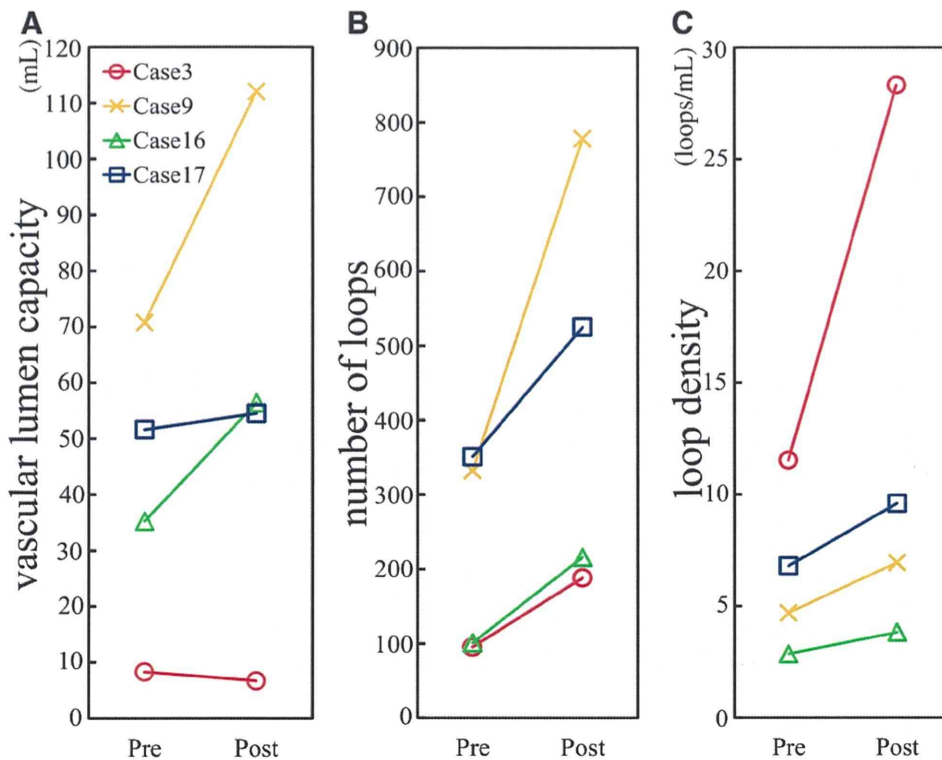 A
vascular lumen capacity
(mL)
120
110
100
90
80
70
60
50
40
30
20
10
0
Case3
Case9
Case16
Case17
Pre
Post
B
number of loops
900
800
700
600
500
400
300
200
100
0
Pre
Post
C
loop density
(loops/mL)
30
25
20
15
10
5
0
Pre
Post